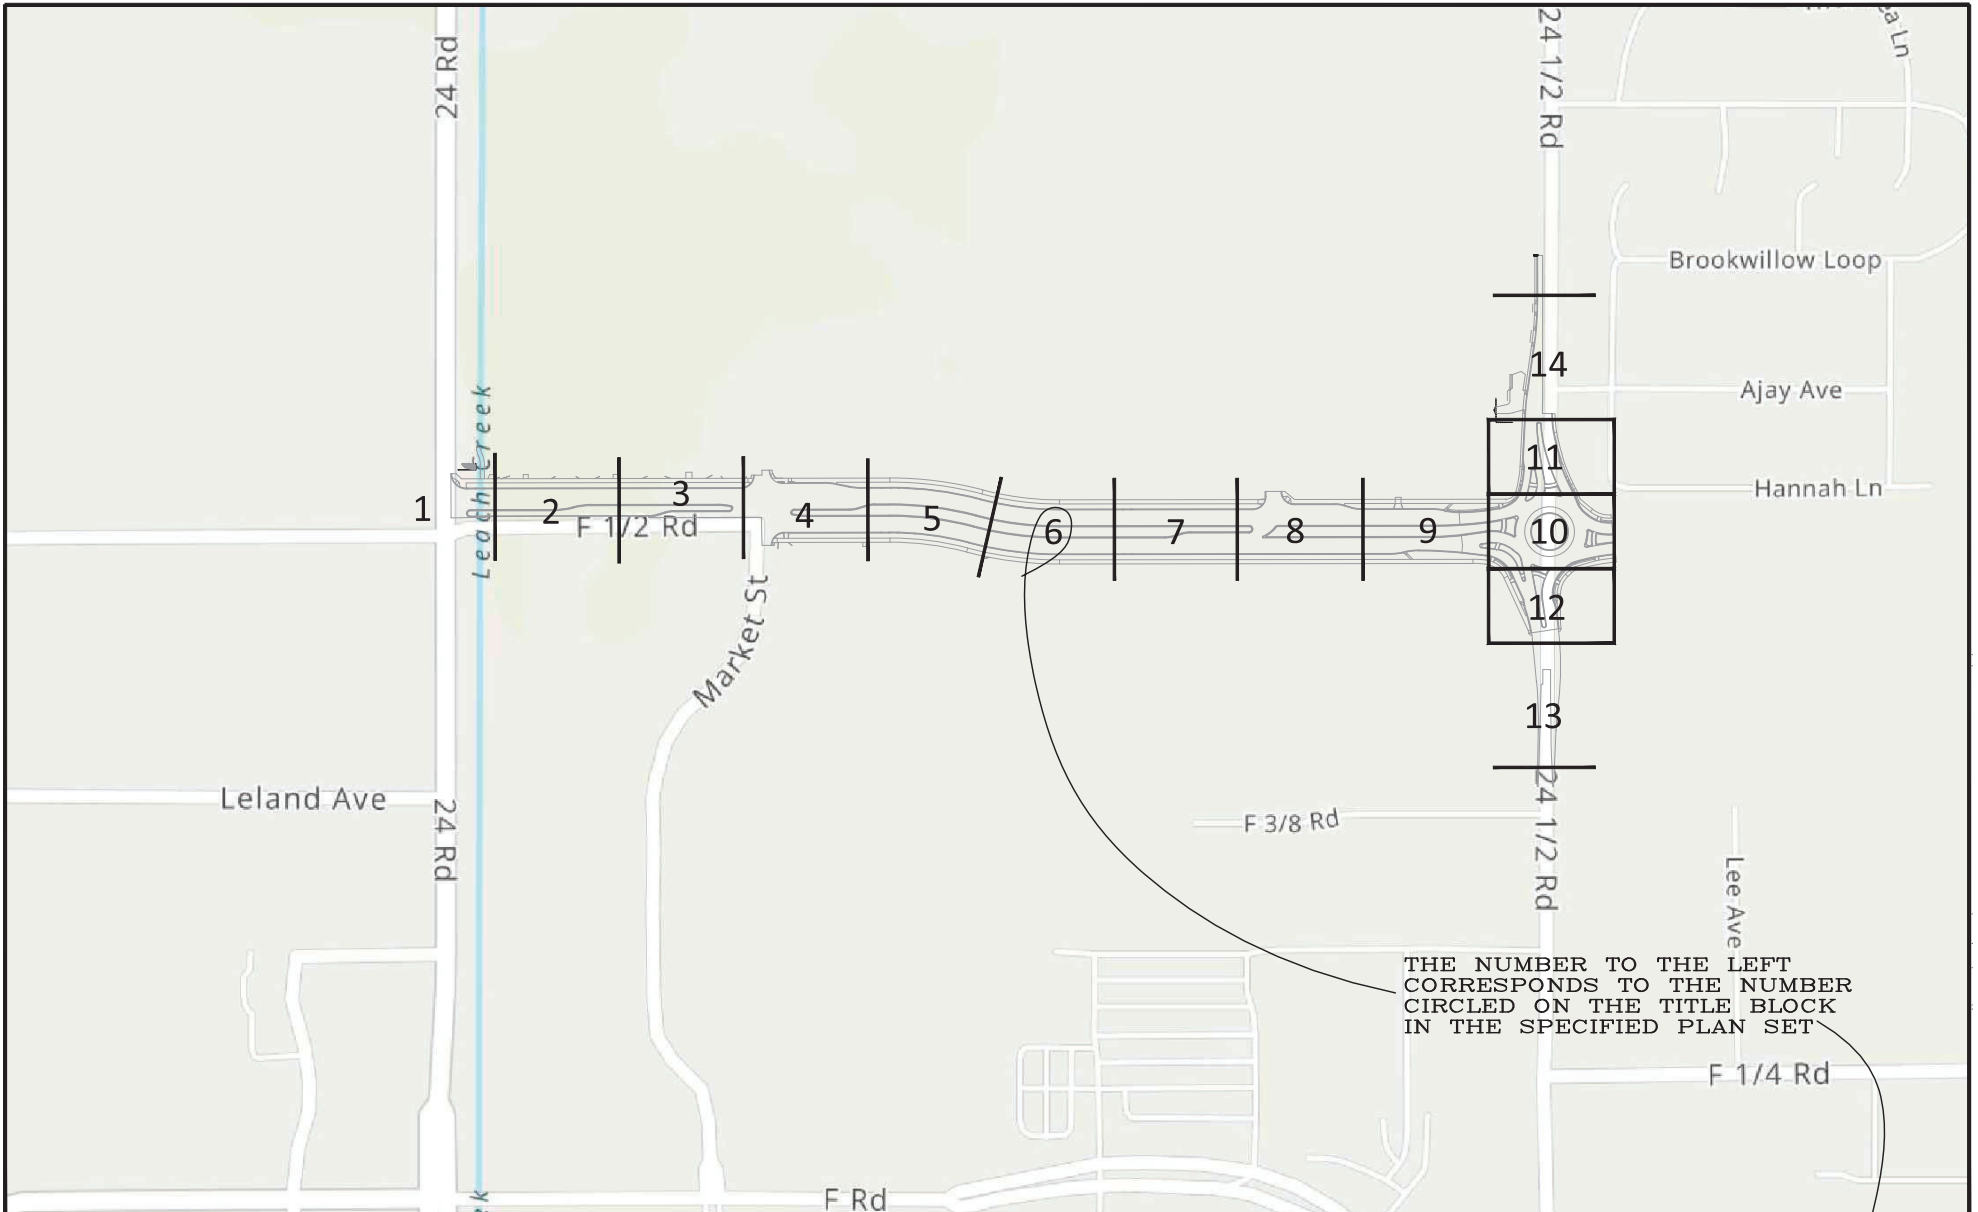 24 Rd
24 1/2 Rd
ea Ln
Brookwillow Loop
14
Ajay Ave
Leach Creek
11
Hannah Ln
1
2
3
4
5
6
7
8
9
10
F 1/2 Rd
12
Market St
13
Leland Ave
24 Rd
24 1/2 Rd
F 3/8 Rd
Lee Ave
THE NUMBER TO THE LEFT
CORRESPONDS TO THE NUMBER
CIRCLED ON THE TITLE BLOCK
IN THE SPECIFIED PLAN SET
F 1/4 Rd
F Rd